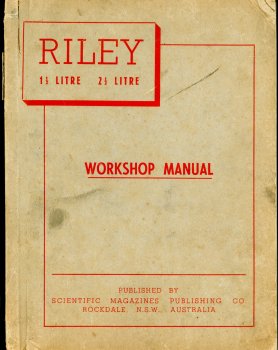 RILEY
1½ LITRE 2½ LITRE
WORKSHOP MANUAL
PUBLISHED BY
SCIENTIFIC MAGAZINES PUBLISHING CO
ROCKDALE N.S.W., AUSTRALIA